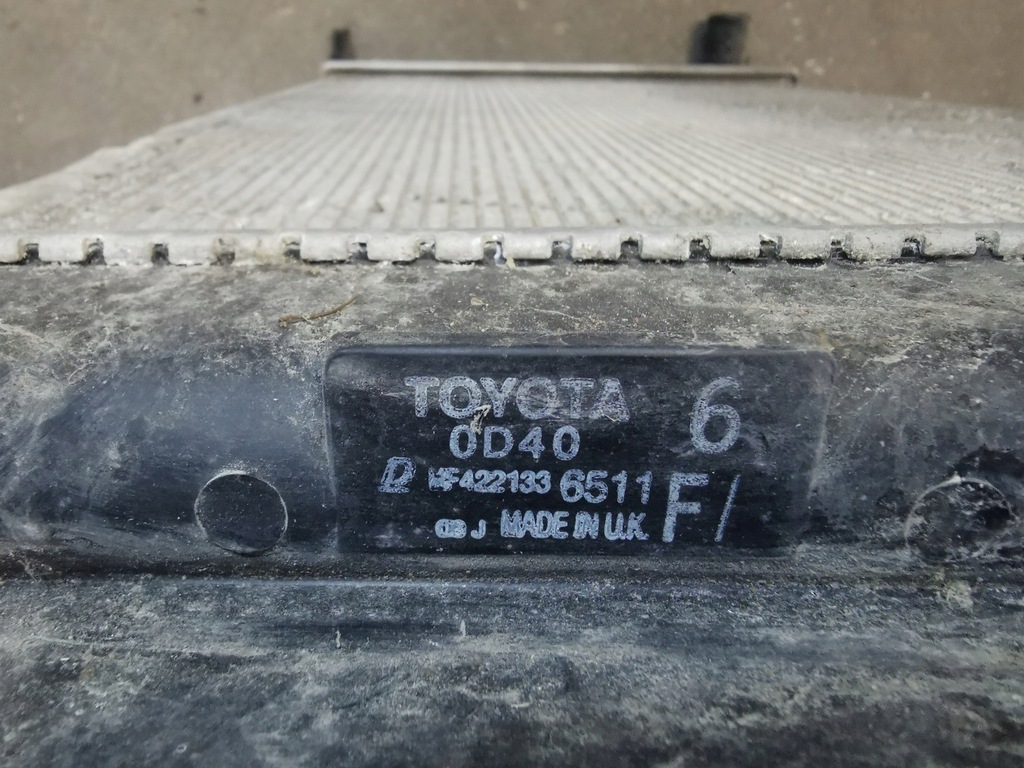 TOYOTA 6
0D40
D MF422133 6511 F/
J MADE IN U.K.